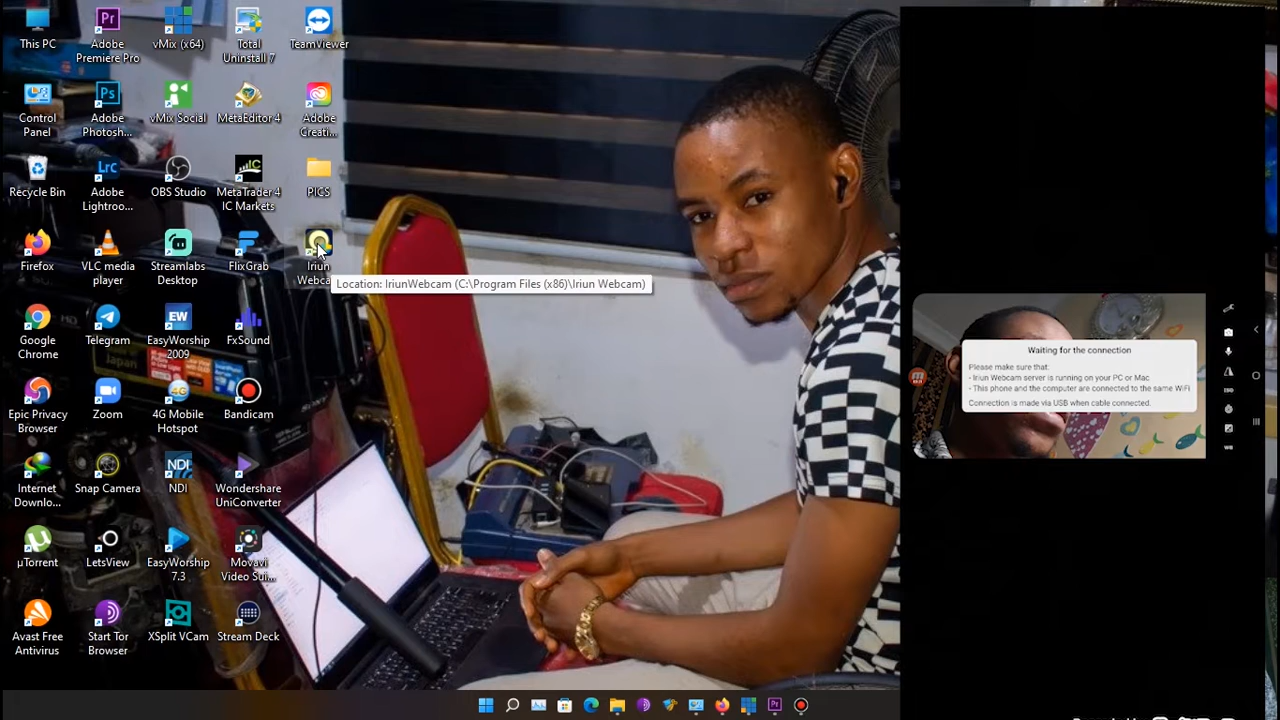 This PC
Adobe
Premiere Pro
vMix (x64)
Total
Uninstall 7
TeamViewer
Control
Panel
Adobe
Photosh...
vMix Social
MetaEditor 4
Adobe
Creati...
Recycle Bin
Adobe
Lightroo...
OBS Studio
MetaTrader 4
IC Markets
PICS
Firefox
VLC media
player
Streamlabs
Desktop
FlixGrab
Iriun
Webca
Location: IriunWebcam (C:\Program Files (x86)\Iriun Webcam)
Google
Chrome
Telegram
EasyWorship
2009
FxSound
Epic Privacy
Browser
Zoom
4G Mobile
Hotspot
Bandicam
Internet
Downlo...
Snap Camera
NDI
Wondershare
UniConverter
µTorrent
LetsView
EasyWorship
7.3
Movavi
Video Sui...
Avast Free
Antivirus
Start Tor
Browser
XSplit VCam
Stream Deck
Waiting for the connection
Please make sure that:
- Iriun Webcam server is running on your PC or Mac.
- This phone and the computer are connected to the same WiFi
Connection is made via USB when cable connected.